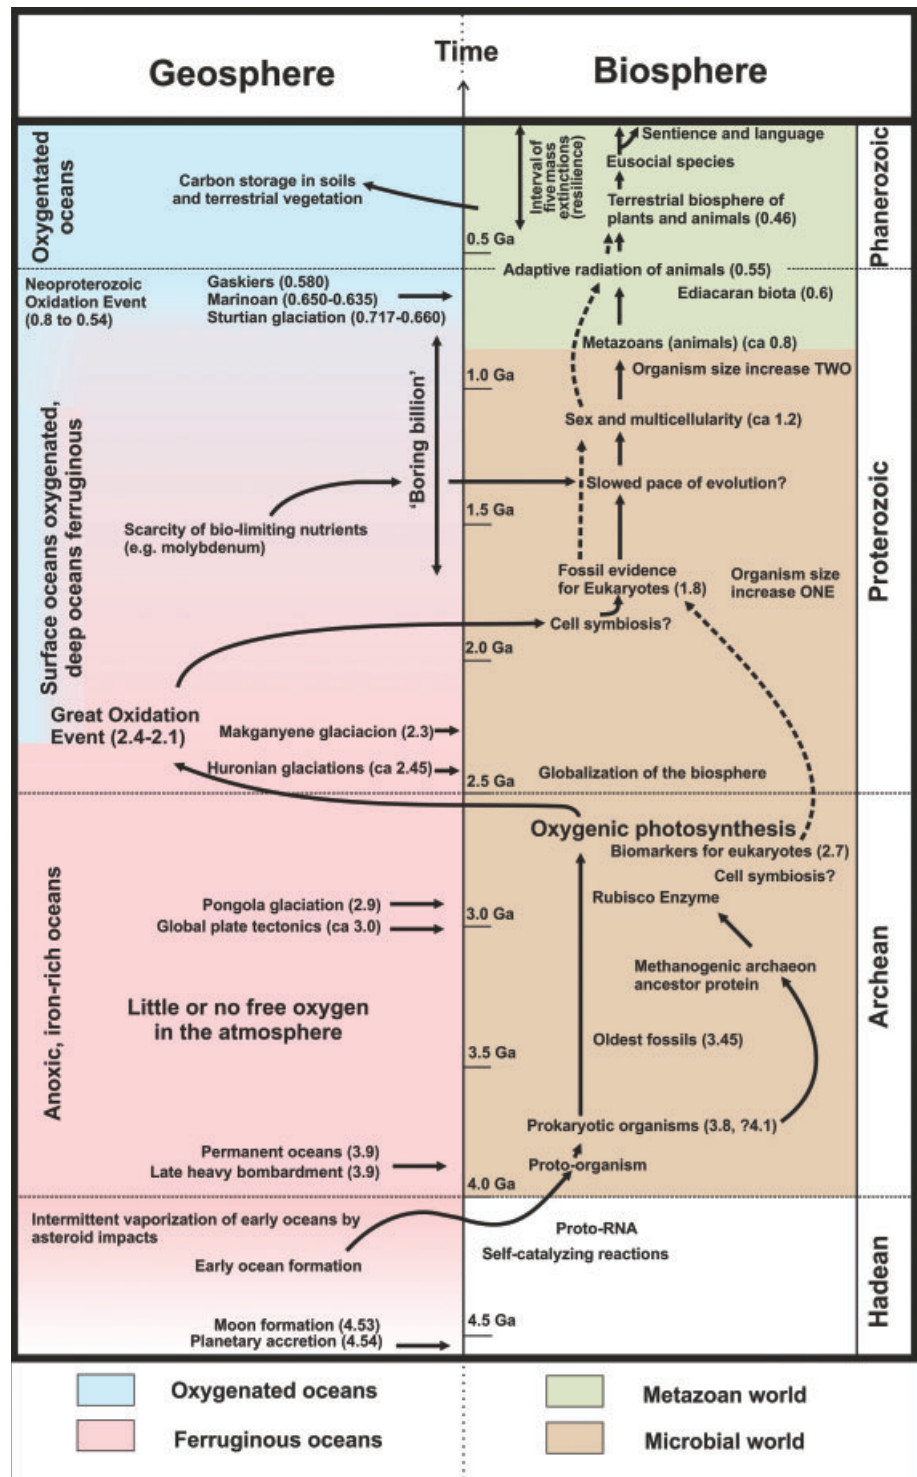 Time
Geosphere
Biosphere
Oxygentated
oceans
Carbon storage in soils
and terrestrial vegetation
Interval of
five mass
extinctions
(resilience)
Sentience and language
Eusocial species
Terrestrial biosphere of
plants and animals (0.46)
Phanerozoic
0.5 Ga
Adaptive radiation of animals (0.55)
Neoproterozoic
Oxidation Event
(0.8 to 0.54)
Gaskiers (0.580)
Marinoan (0.650-0.635)
Sturtian glaciation (0.717-0.660)
Ediacaran biota (0.6)
Metazoans (animals) (ca 0.8)
1.0 Ga
Organism size increase TWO
'Boring billion'
Sex and multicellularity (ca 1.2)
Surface oceans oxygenated,
deep oceans ferruginous
Slowed pace of evolution?
Proterozoic
1.5 Ga
Scarcity of bio-limiting nutrients
(e.g. molybdenum)
Fossil evidence
for Eukaryotes (1.8)
Organism size
increase ONE
Cell symbiosis?
2.0 Ga
Great Oxidation
Event (2.4-2.1)
Makganyene glaciacion (2.3)
Huronian glaciations (ca 2.45)
Globalization of the biosphere
2.5 Ga
Oxygenic photosynthesis
Biomarkers for eukaryotes (2.7)
Cell symbiosis?
Rubisco Enzyme
Pongola glaciation (2.9)
Global plate tectonics (ca 3.0)
3.0 Ga
Anoxic, iron-rich oceans
Methanogenic archaeon
ancestor protein
Archean
Little or no free oxygen
in the atmosphere
Oldest fossils (3.45)
3.5 Ga
Prokaryotic organisms (3.8, ?4.1)
Permanent oceans (3.9)
Late heavy bombardment (3.9)
Proto-organism
4.0 Ga
Intermittent vaporization of early oceans by
asteroid impacts
Proto-RNA
Self-catalyzing reactions
Early ocean formation
Hadean
Moon formation (4.53)
Planetary accretion (4.54)
4.5 Ga
Oxygenated oceans
Metazoan world
Ferruginous oceans
Microbial world